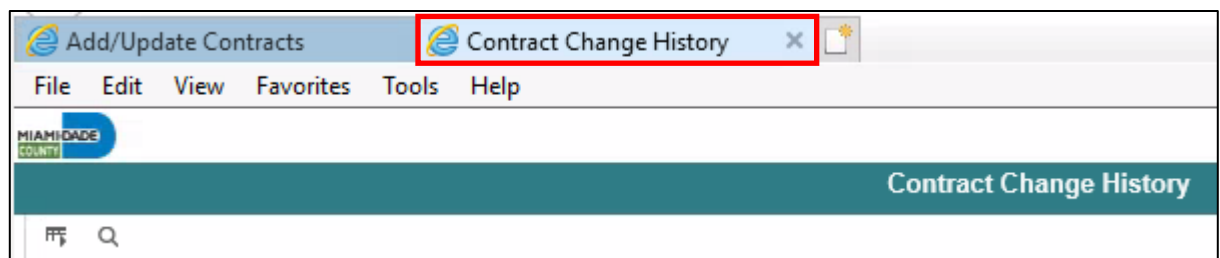 Add/Update Contracts Contract Change History
File Edit View Favorites Tools Help
MIAMI-DADE
COUNTY
Contract Change History